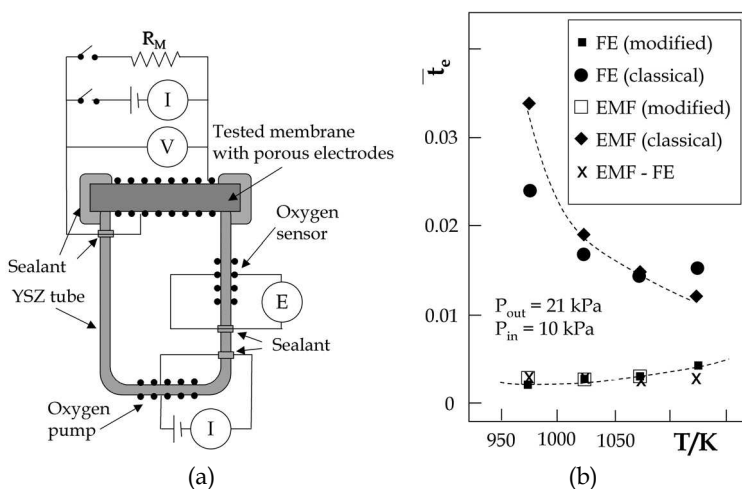 R_M
I
V
Tested membrane
with porous electrodes
Oxygen
sensor
Sealant
YSZ tube
E
Sealant
Oxygen
pump
I
(a)
t̅_e
0.03
0.02
0.01
0
FE (modified)
FE (classical)
EMF (modified)
EMF (classical)
EMF - FE
P_out = 21 kPa
P_in = 10 kPa
950 1000 1050 T/K
(b)